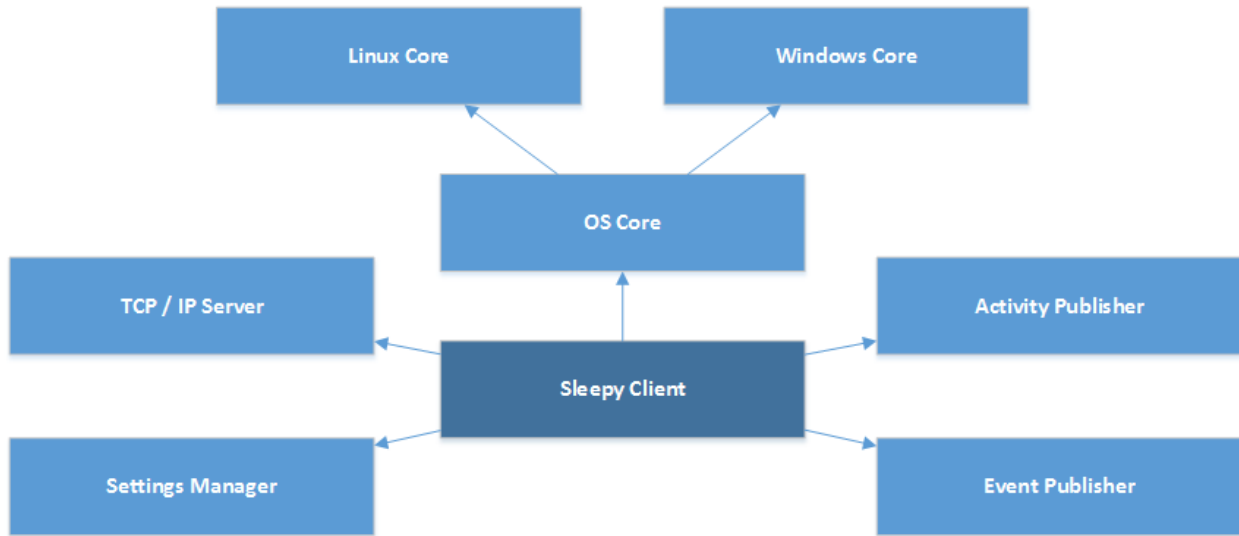 Linux Core
Windows Core
OS Core
TCP / IP Server
Activity Publisher
Sleepy Client
Settings Manager
Event Publisher